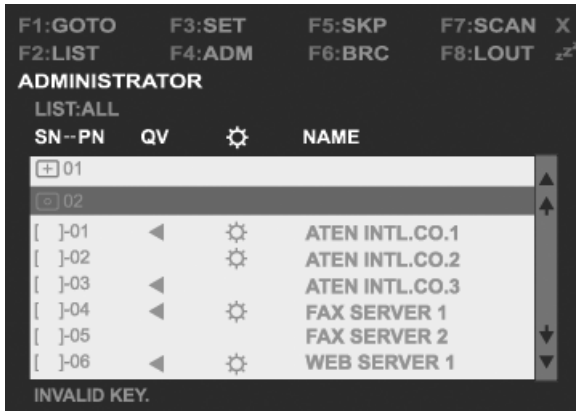 F1:GOTO F3:SET F5:SKP F7:SCAN X
F2:LIST F4:ADM F6:BRC F8:LOUT zZz
ADMINISTRATOR
LIST:ALL
SN--PN QV NAME
01
02
[ ]-01 ATEN INTL.CO.1
[ ]-02 ATEN INTL.CO.2
[ ]-03 ATEN INTL.CO.3
[ ]-04 FAX SERVER 1
[ ]-05 FAX SERVER 2
[ ]-06 WEB SERVER 1
INVALID KEY.